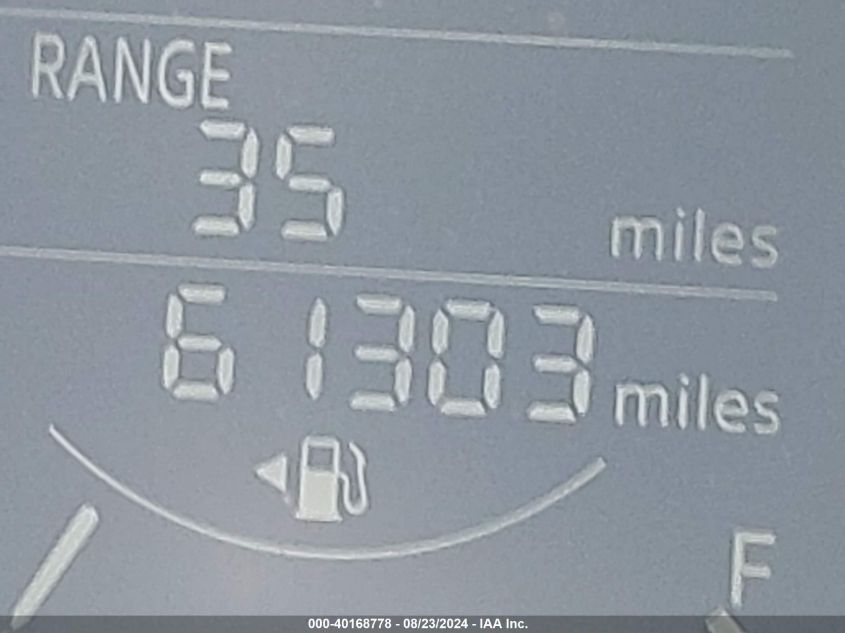 RANGE
35
miles
61303 miles
F
000-40168778 - 08/23/2024 - IAA Inc.